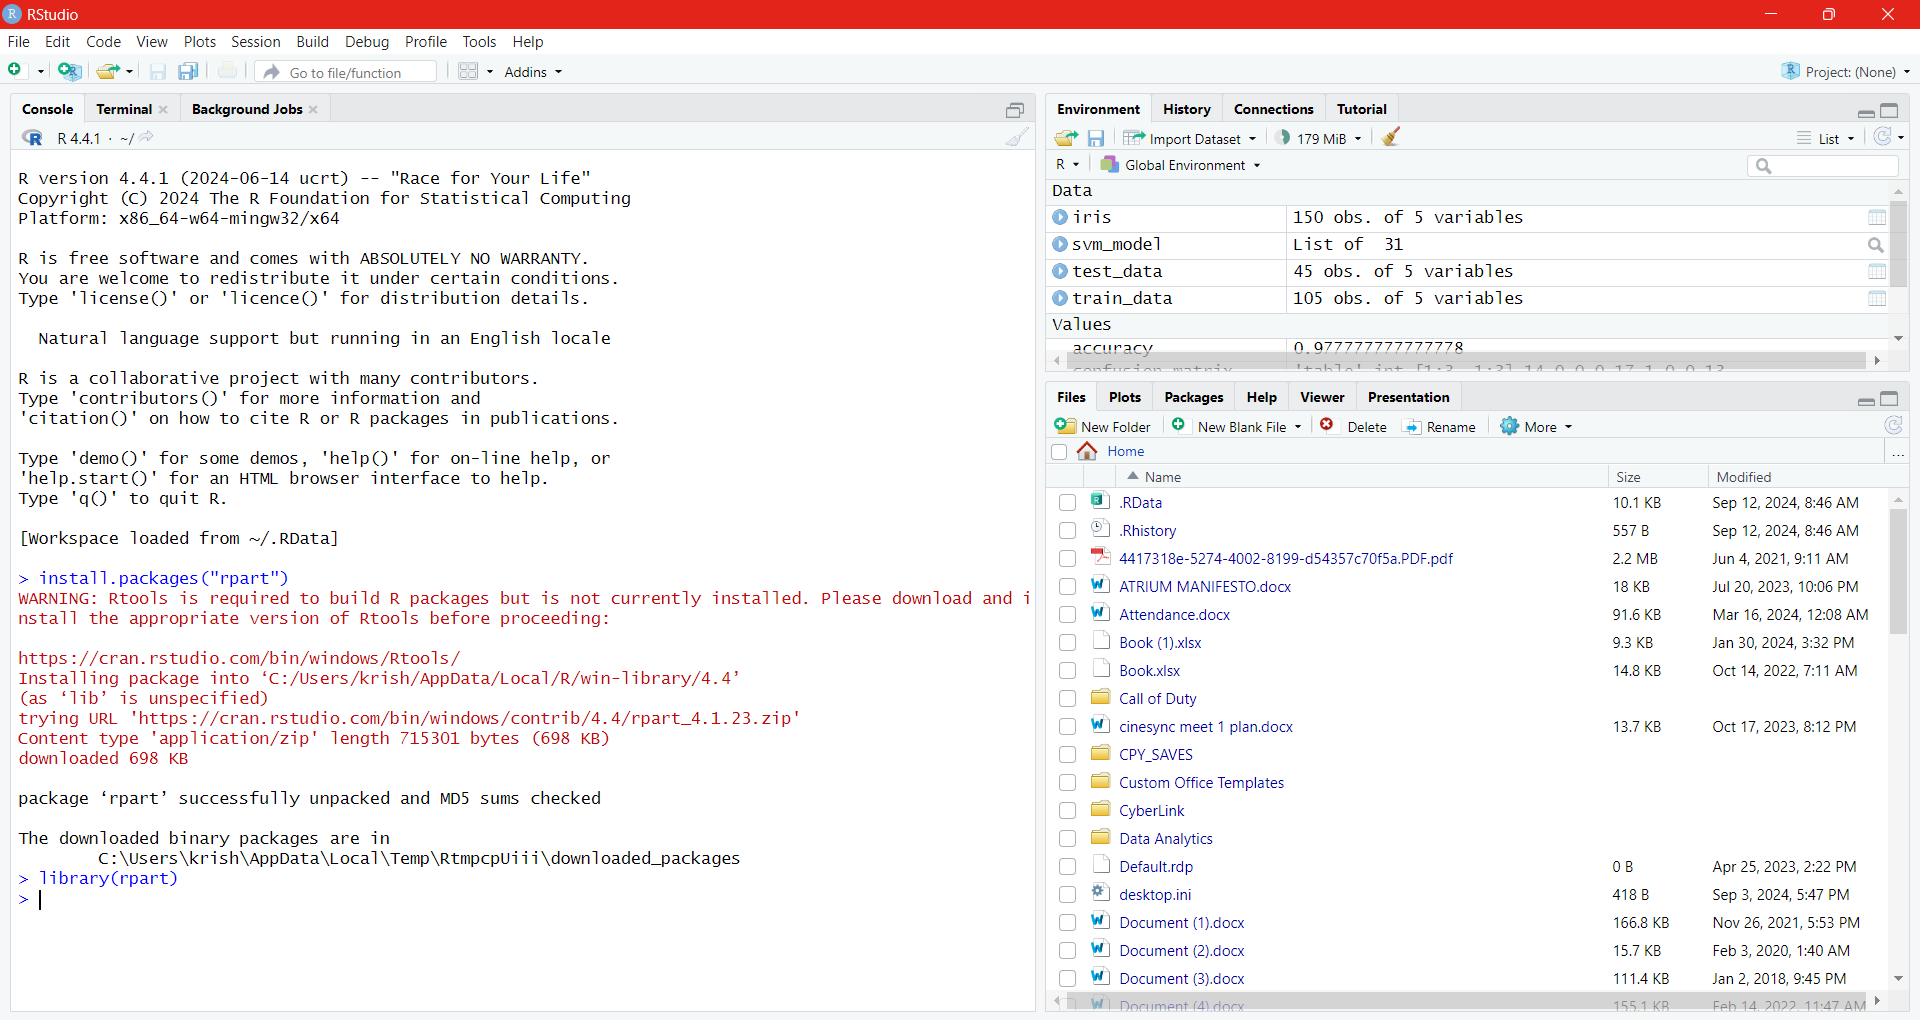 RStudio
File Edit Code View Plots Session Build Debug Profile Tools Help
Go to file/function Addins Project: (None)
Console Terminal Background Jobs
R 4.4.1 · ~/
R version 4.4.1 (2024-06-14 ucrt) -- "Race for Your Life"
Copyright (C) 2024 The R Foundation for Statistical Computing
Platform: x86_64-w64-mingw32/x64
R is free software and comes with ABSOLUTELY NO WARRANTY.
You are welcome to redistribute it under certain conditions.
Type 'license()' or 'licence()' for distribution details.
Natural language support but running in an English locale
R is a collaborative project with many contributors.
Type 'contributors()' for more information and
'citation()' on how to cite R or R packages in publications.
Type 'demo()' for some demos, 'help()' for on-line help, or
'help.start()' for an HTML browser interface to help.
Type 'q()' to quit R.
[Workspace loaded from ~/.RData]
> install.packages("rpart")
WARNING: Rtools is required to build R packages but is not currently installed. Please download and i
nstall the appropriate version of Rtools before proceeding:
https://cran.rstudio.com/bin/windows/Rtools/
Installing package into ‘C:/Users/krish/AppData/Local/R/win-library/4.4’
(as ‘lib’ is unspecified)
trying URL 'https://cran.rstudio.com/bin/windows/contrib/4.4/rpart_4.1.23.zip'
Content type 'application/zip' length 715301 bytes (698 KB)
downloaded 698 KB
package ‘rpart’ successfully unpacked and MD5 sums checked
The downloaded binary packages are in
C:\Users\krish\AppData\Local\Temp\RtmpcpUiii\downloaded_packages
> library(rpart)
>
Environment History Connections Tutorial
Import Dataset 179 MiB List
R Global Environment
Data
iris 150 obs. of 5 variables
svm_model List of 31
test_data 45 obs. of 5 variables
train_data 105 obs. of 5 variables
Values
accuracy 0.977777777777778
confusion_matrix 'table' int [1:3, 1:3] 14 0 0 0 17 1 0 0 13
Files Plots Packages Help Viewer Presentation
New Folder New Blank File Delete Rename More
Home ...
Name Size Modified
.RData 10.1 KB Sep 12, 2024, 8:46 AM
.Rhistory 557 B Sep 12, 2024, 8:46 AM
4417318e-5274-4002-8199-d54357c70f5a.PDF.pdf 2.2 MB Jun 4, 2021, 9:11 AM
ATRIUM MANIFESTO.docx 18 KB Jul 20, 2023, 10:06 PM
Attendance.docx 91.6 KB Mar 16, 2024, 12:08 AM
Book (1).xlsx 9.3 KB Jan 30, 2024, 3:32 PM
Book.xlsx 14.8 KB Oct 14, 2022, 7:11 AM
Call of Duty
cinesync meet 1 plan.docx 13.7 KB Oct 17, 2023, 8:12 PM
CPY_SAVES
Custom Office Templates
CyberLink
Data Analytics
Default.rdp 0 B Apr 25, 2023, 2:22 PM
desktop.ini 418 B Sep 3, 2024, 5:47 PM
Document (1).docx 166.8 KB Nov 26, 2021, 5:53 PM
Document (2).docx 15.7 KB Feb 3, 2020, 1:40 AM
Document (3).docx 111.4 KB Jan 2, 2018, 9:45 PM
Document (4).docx 155.1 KB Feb 14, 2022, 11:47 AM